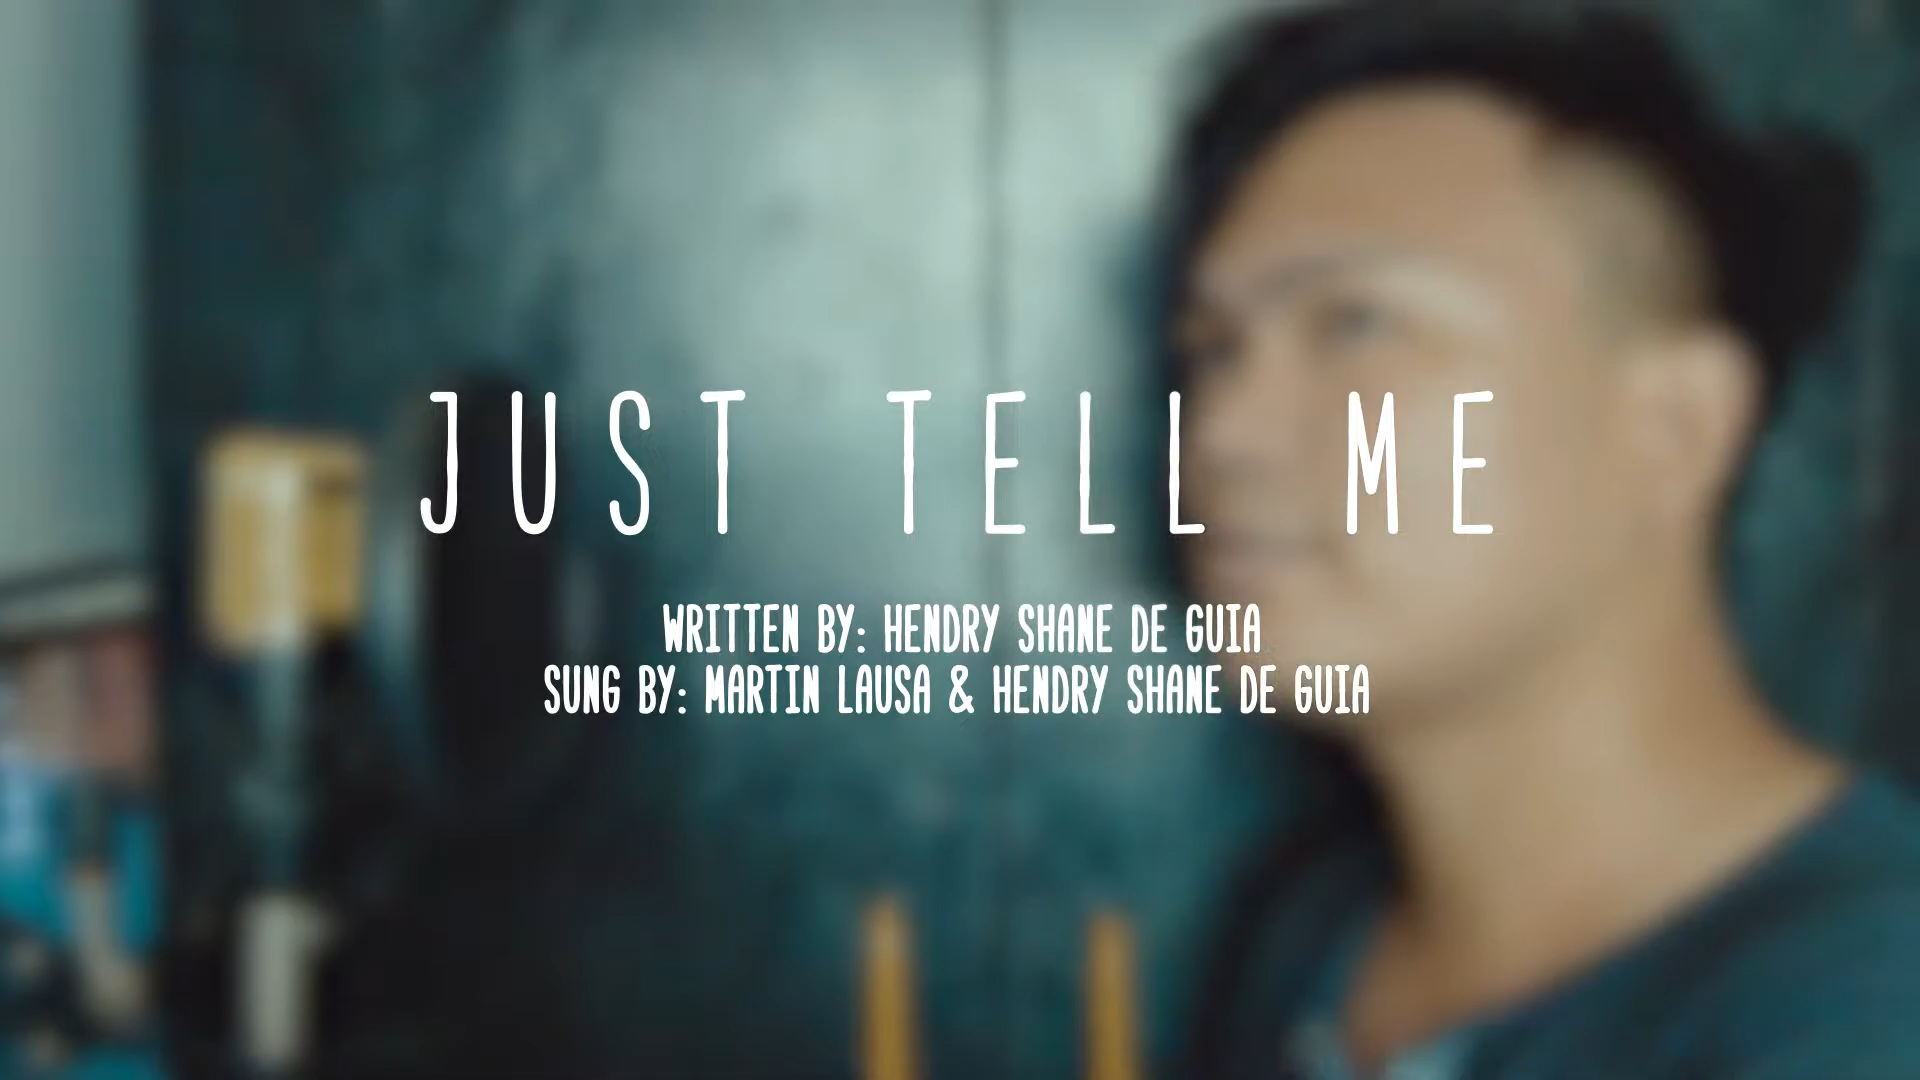 JUST TELL ME
WRITTEN BY: HENDRY SHANE DE GUIA
SUNG BY: MARTIN LAUSA & HENDRY SHANE DE GUIA